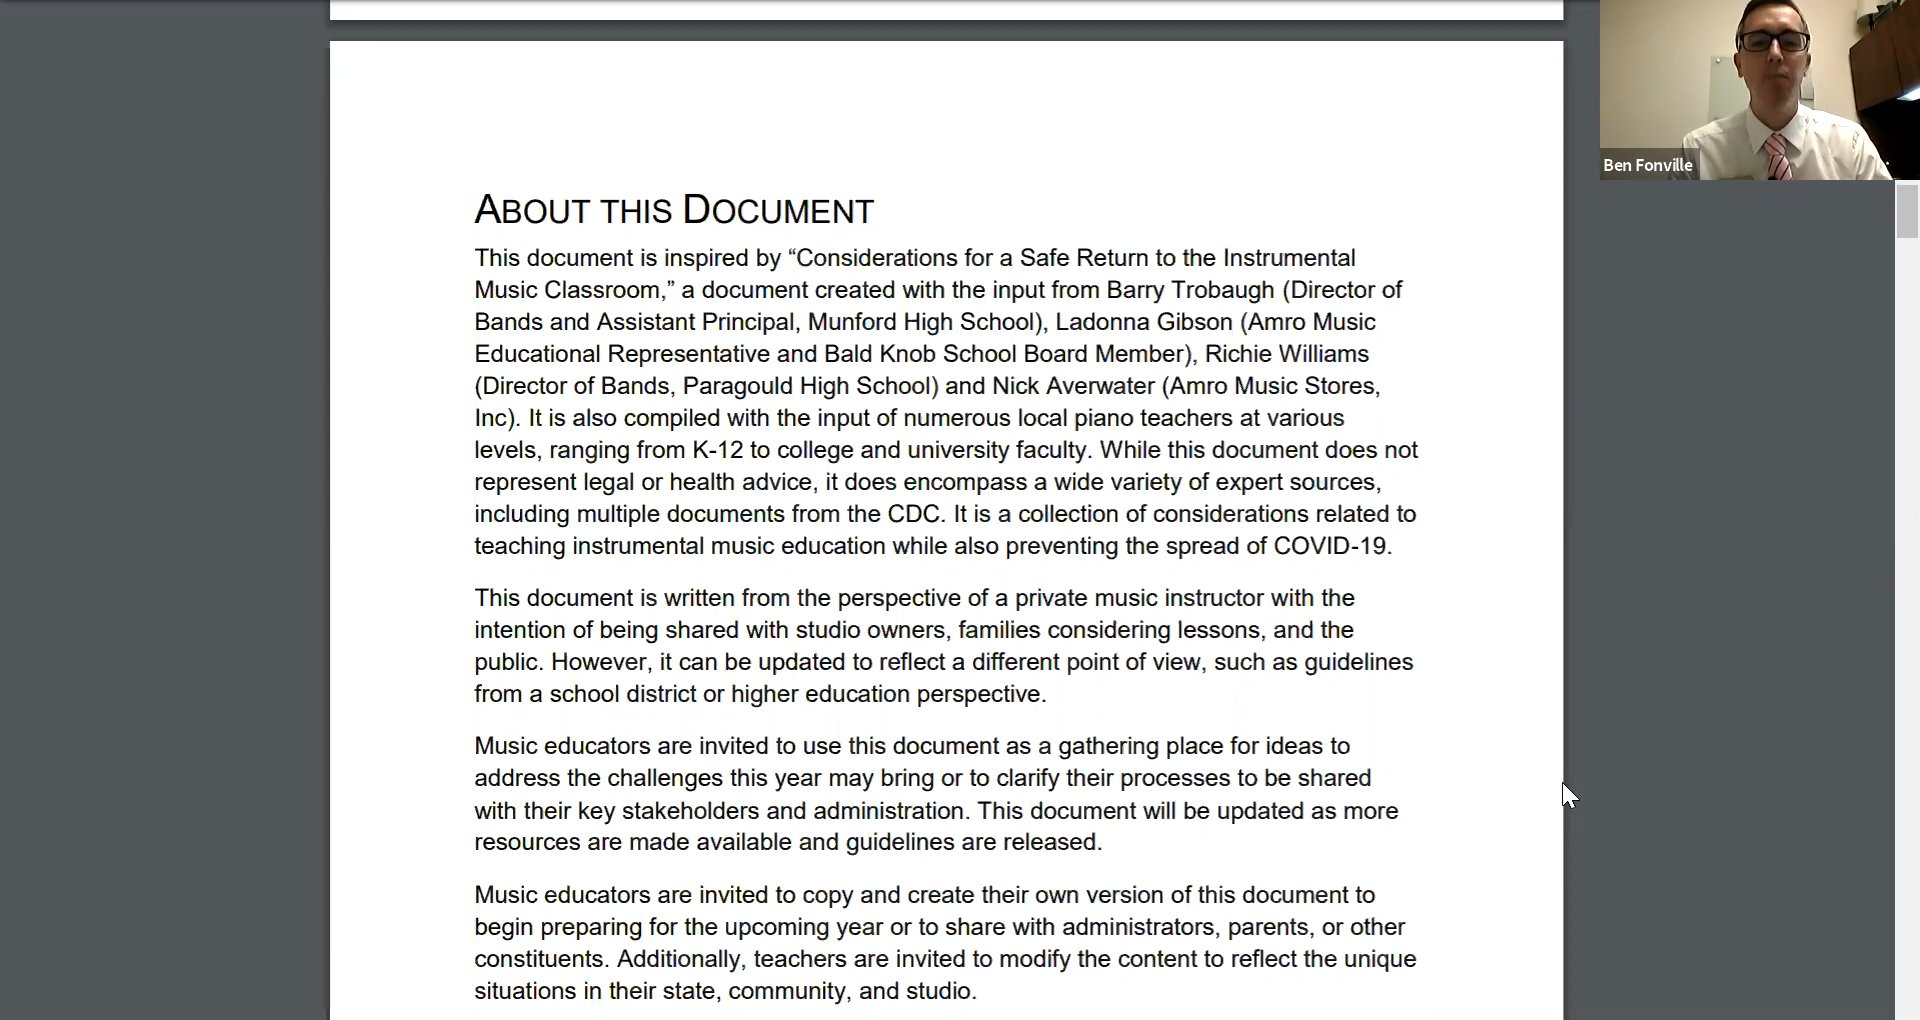 ABOUT THIS DOCUMENT
This document is inspired by “Considerations for a Safe Return to the Instrumental
Music Classroom,” a document created with the input from Barry Trobaugh (Director of
Bands and Assistant Principal, Munford High School), Ladonna Gibson (Amro Music
Educational Representative and Bald Knob School Board Member), Richie Williams
(Director of Bands, Paragould High School) and Nick Averwater (Amro Music Stores,
Inc). It is also compiled with the input of numerous local piano teachers at various
levels, ranging from K-12 to college and university faculty. While this document does not
represent legal or health advice, it does encompass a wide variety of expert sources,
including multiple documents from the CDC. It is a collection of considerations related to
teaching instrumental music education while also preventing the spread of COVID-19.
This document is written from the perspective of a private music instructor with the
intention of being shared with studio owners, families considering lessons, and the
public. However, it can be updated to reflect a different point of view, such as guidelines
from a school district or higher education perspective.
Music educators are invited to use this document as a gathering place for ideas to
address the challenges this year may bring or to clarify their processes to be shared
with their key stakeholders and administration. This document will be updated as more
resources are made available and guidelines are released.
Music educators are invited to copy and create their own version of this document to
begin preparing for the upcoming year or to share with administrators, parents, or other
constituents. Additionally, teachers are invited to modify the content to reflect the unique
situations in their state, community, and studio.
Ben Fonville